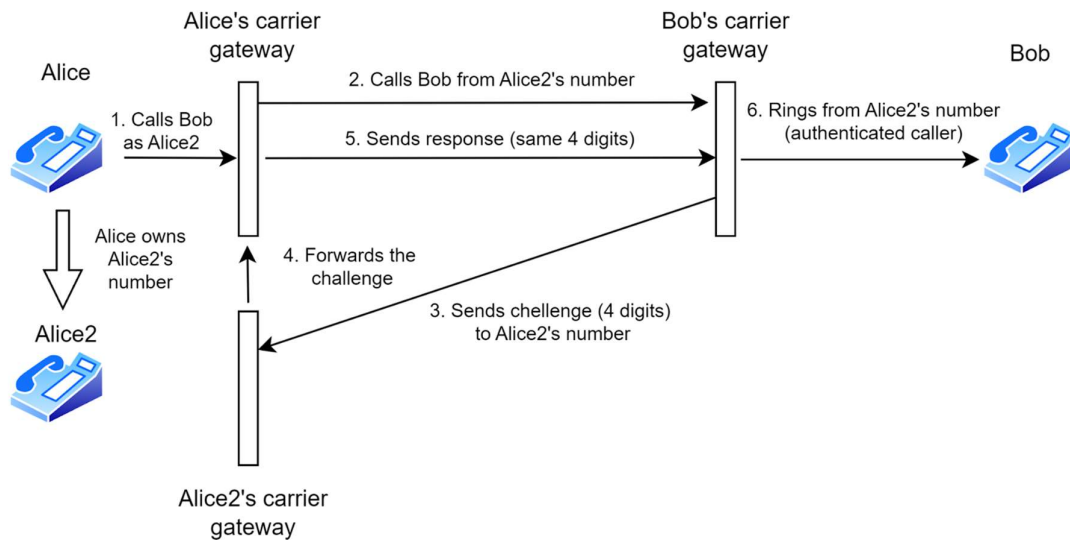 Alice's carrier
gateway
Bob's carrier
gateway
Alice
Bob
1. Calls Bob
as Alice2
2. Calls Bob from Alice2's number
5. Sends response (same 4 digits)
6. Rings from Alice2's number
(authenticated caller)
Alice owns
Alice2's
number
4. Forwards the
challenge
3. Sends chellenge (4 digits)
to Alice2's number
Alice2
Alice2's carrier
gateway